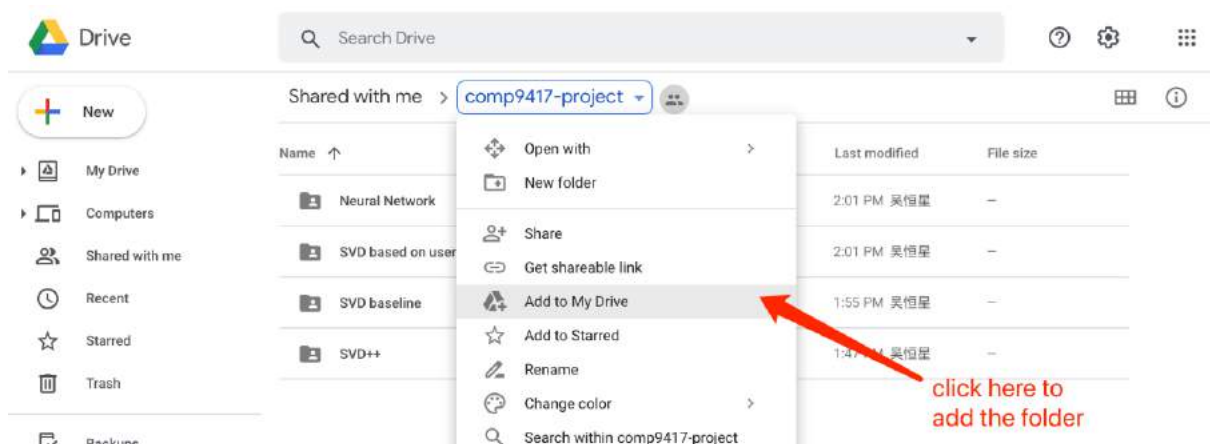 Drive
Search Drive
Shared with me > comp9417-project
New
Name
Last modified
File size
My Drive
Computers
Shared with me
Recent
Starred
Trash
Backups
Neural Network
2:01 PM 吴恒星
–
SVD based on user
2:01 PM 吴恒星
–
SVD baseline
1:55 PM 吴恒星
–
SVD++
吴恒星
–
Open with
New folder
Share
Get shareable link
Add to My Drive
Add to Starred
Rename
Change color
Search within comp9417-project
click here to
add the folder